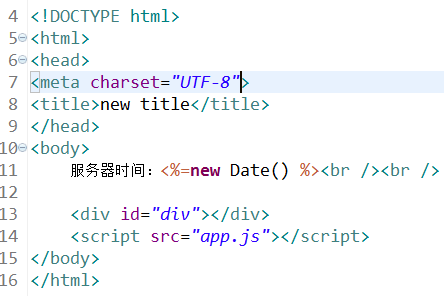 4 <!DOCTYPE html>
5 <html>
6 <head>
7 <meta charset="UTF-8">
8 <title>new title</title>
9 </head>
10 <body>
11     服务器时间：<%=new Date() %><br /><br />
12
13     <div id="div"></div>
14     <script src="app.js"></script>
15 </body>
16 </html>